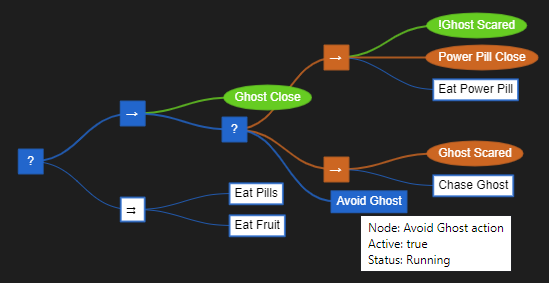 !Ghost Scared
→
Power Pill Close
Eat Power Pill
→
Ghost Close
?
?
Ghost Scared
→
Chase Ghost
Avoid Ghost
⇉
Eat Pills
Eat Fruit
Node: Avoid Ghost action
Active: true
Status: Running